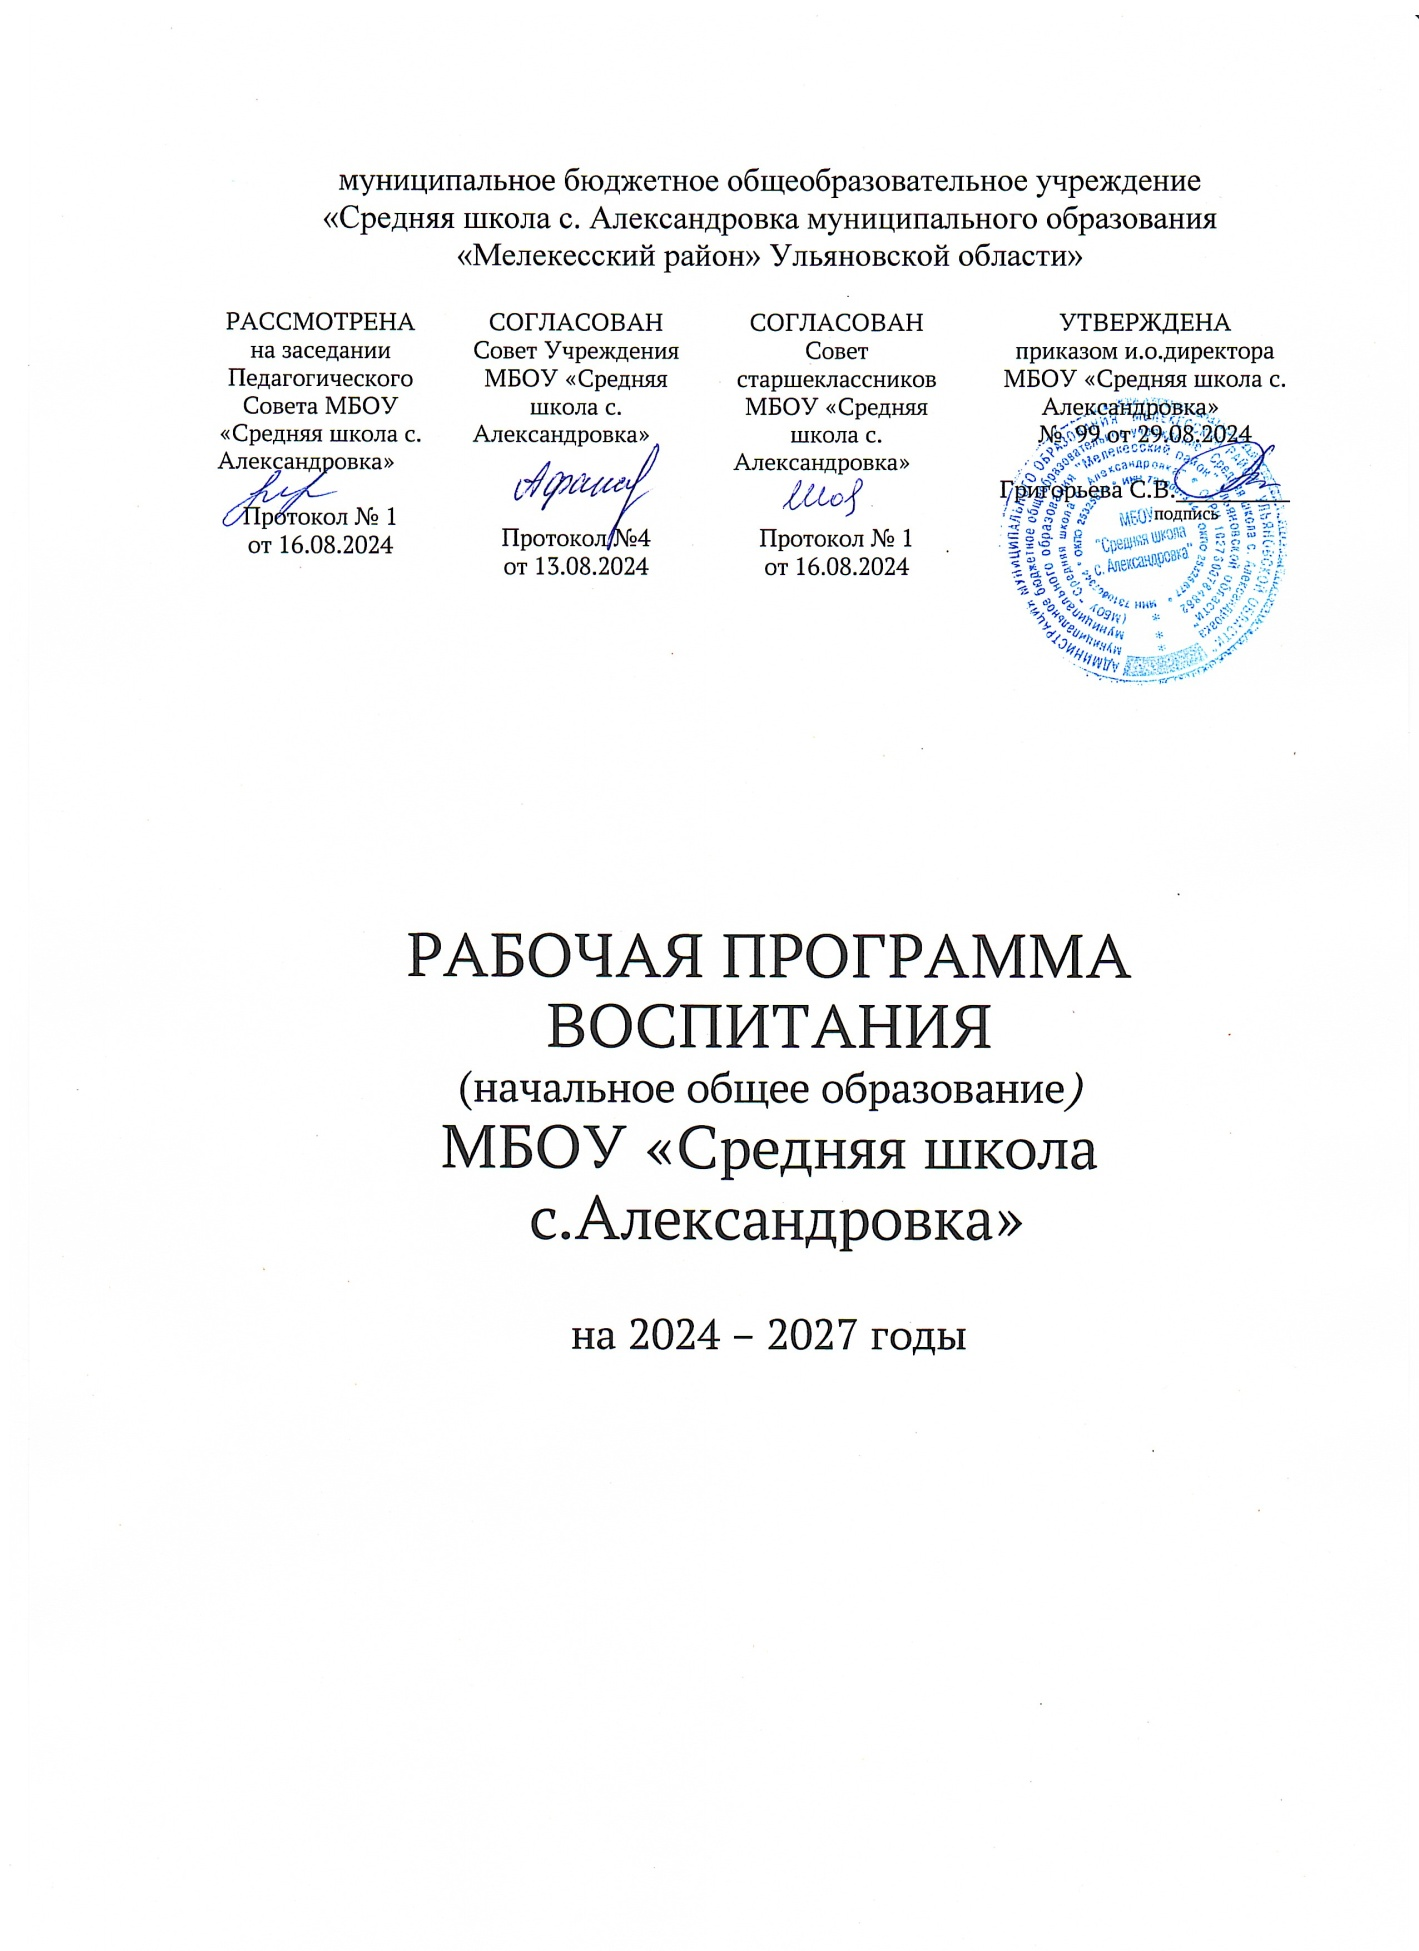 муниципальное бюджетное общеобразовательное учреждение
«Средняя школа с. Александровка муниципального образования
«Мелекесский район» Ульяновской области»
РАССМОТРЕНА
на заседании
Педагогического
Совета МБОУ
«Средняя школа с.
Александровка»
Протокол № 1
от 16.08.2024
СОГЛАСОВАН
Совет Учреждения
МБОУ «Средняя
школа с.
Александровка»
Протокол №4
от 13.08.2024
СОГЛАСОВАН
Совет
старшеклассников
МБОУ «Средняя
школа с.
Александровка»
Протокол № 1
от 16.08.2024
УТВЕРЖДЕНА
приказом и.о.директора
МБОУ «Средняя школа с.
Александровка»
№ 99 от 29.08.2024
Григорьева С.В.
подпись
МБОУ
"Средняя школа
с. Александровка"
РАБОЧАЯ ПРОГРАММА
ВОСПИТАНИЯ
(начальное общее образование)
МБОУ «Средняя школа
с.Александровка»
на 2024 – 2027 годы